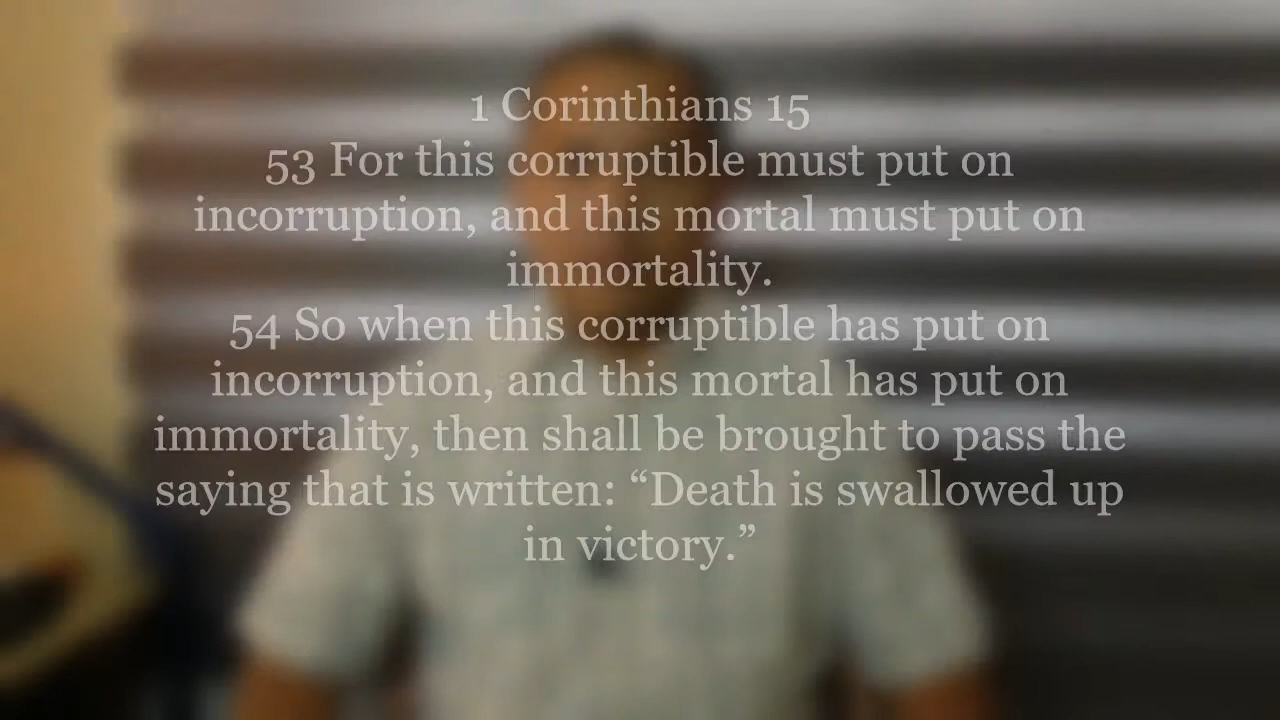 1 Corinthians 15
53 For this corruptible must put on
incorruption, and this mortal must put on
immortality.
54 So when this corruptible has put on
incorruption, and this mortal has put on
immortality, then shall be brought to pass the
saying that is written: “Death is swallowed up
in victory.”